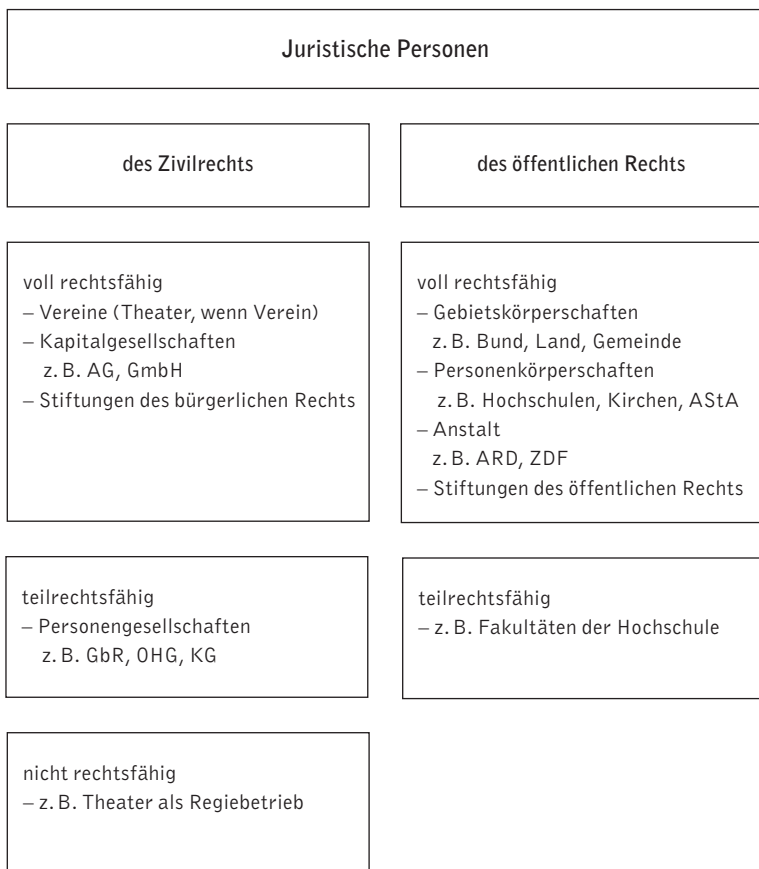 Juristische Personen
des Zivilrechts
des öffentlichen Rechts
voll rechtsfähig
– Vereine (Theater, wenn Verein)
– Kapitalgesellschaften
z. B. AG, GmbH
– Stiftungen des bürgerlichen Rechts
voll rechtsfähig
– Gebietskörperschaften
z. B. Bund, Land, Gemeinde
– Personenkörperschaften
z. B. Hochschulen, Kirchen, AStA
– Anstalt
z. B. ARD, ZDF
– Stiftungen des öffentlichen Rechts
teilrechtsfähig
– Personengesellschaften
z. B. GbR, OHG, KG
teilrechtsfähig
– z. B. Fakultäten der Hochschule
nicht rechtsfähig
– z. B. Theater als Regiebetrieb